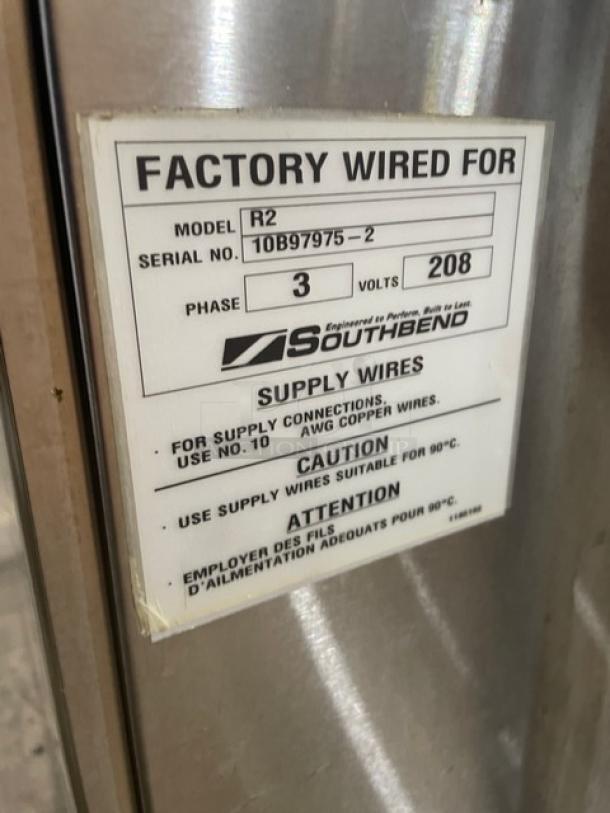 FACTORY WIRED FOR
MODEL R2
SERIAL NO. 10B97975-2
PHASE 3 VOLTS 208
Engineered to Perform, Built to Last.
SOUTHBEND
SUPPLY WIRES
· FOR SUPPLY CONNECTIONS,
USE NO. 10 AWG COPPER WIRES.
CAUTION
· USE SUPPLY WIRES SUITABLE FOR 90°C.
ATTENTION
· EMPLOYER DES FILS
D'AILMENTATION ADEQUATS POUR 90°C.